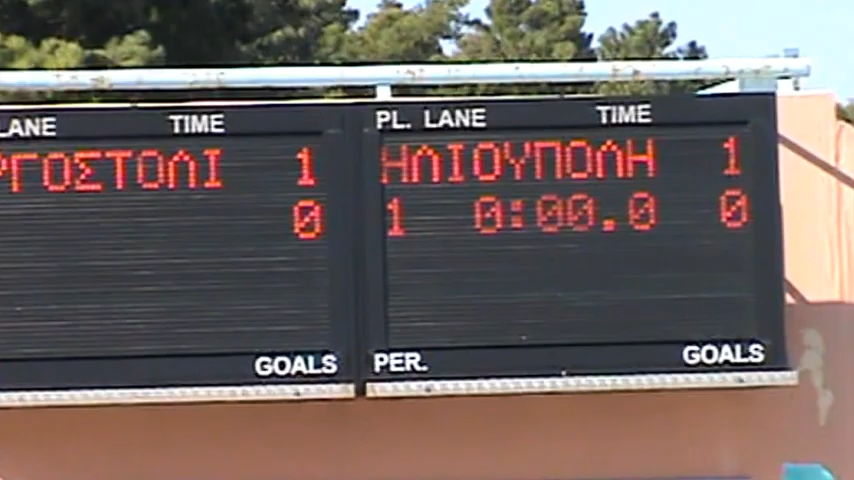 LANE TIME
ΡΓΟΣΤΟΛΙ 1
0
GOALS
PL. LANE TIME
ΗΛΙΟΥΠΟΛΗ 1
1 0:00.0 0
PER. GOALS